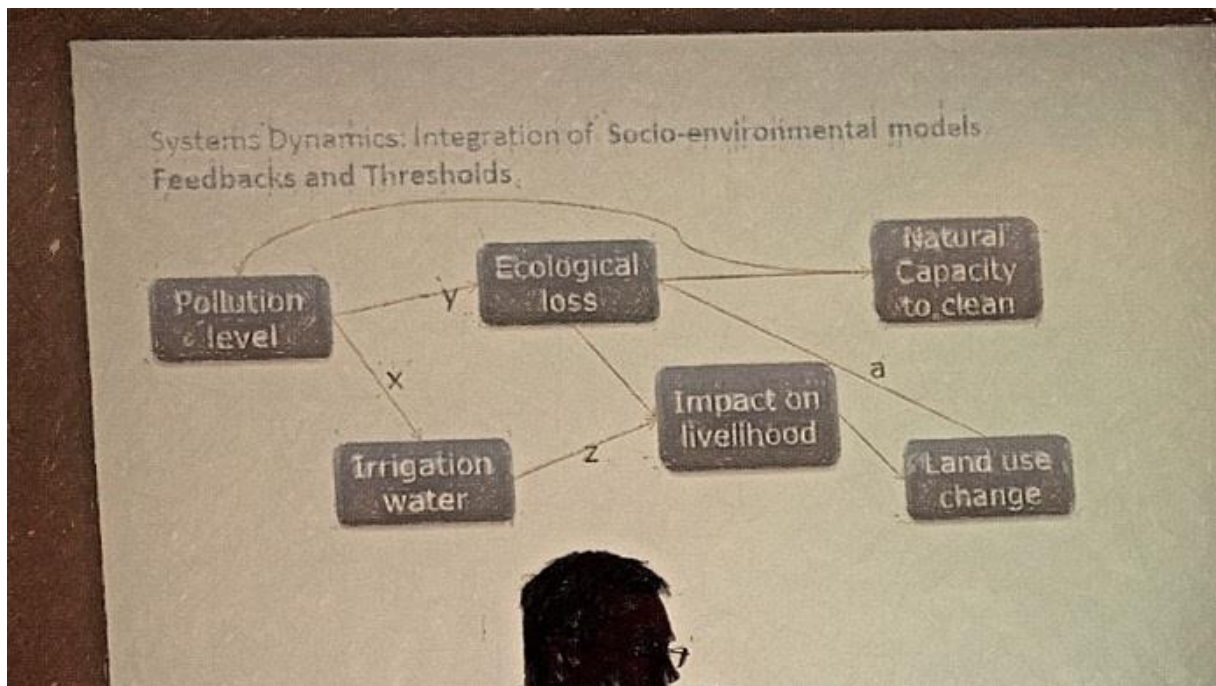 Systems Dynamics: Integration of Socio-environmental models
Feedbacks and Thresholds
Natural
Capacity
to clean
Ecological
loss
Pollution
level
y
x
a
Impact on
livelihood
Irrigation
water
z
Land use
change